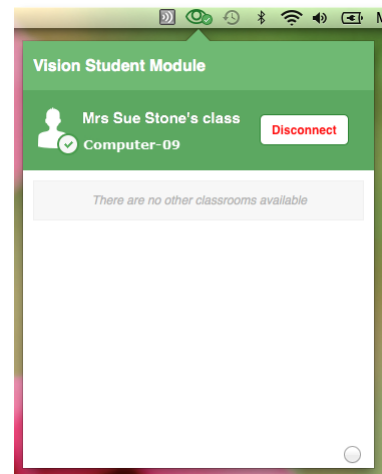 Vision Student Module
Mrs Sue Stone's class
Disconnect
Computer-09
There are no other classrooms available